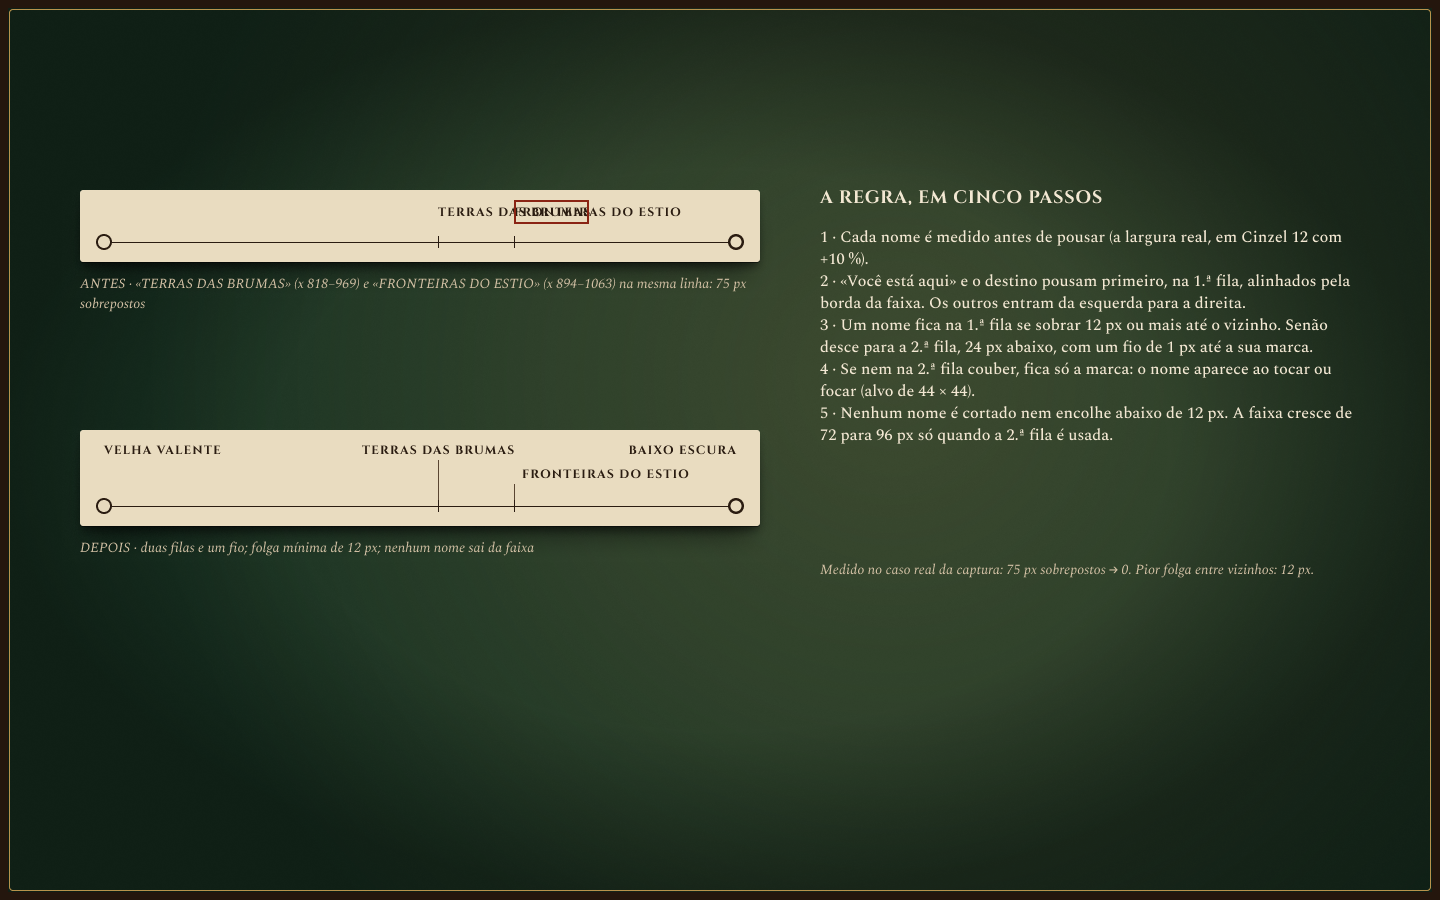 TERRAS DAS BRUMAS FRONTEIRAS DO ESTIO
ANTES · «TERRAS DAS BRUMAS» (x 818–969) e «FRONTEIRAS DO ESTIO» (x 894–1063) na mesma linha: 75 px
sobrepostos
VELHA VALENTE TERRAS DAS BRUMAS BAIXO ESCURA
FRONTEIRAS DO ESTIO
DEPOIS · duas filas e um fio; folga mínima de 12 px; nenhum nome sai da faixa
A REGRA, EM CINCO PASSOS
1 · Cada nome é medido antes de pousar (a largura real, em Cinzel 12 com
+10 %).
2 · «Você está aqui» e o destino pousam primeiro, na 1.ª fila, alinhados pela
borda da faixa. Os outros entram da esquerda para a direita.
3 · Um nome fica na 1.ª fila se sobrar 12 px ou mais até o vizinho. Senão
desce para a 2.ª fila, 24 px abaixo, com um fio de 1 px até a sua marca.
4 · Se nem na 2.ª fila couber, fica só a marca: o nome aparece ao tocar ou
focar (alvo de 44 × 44).
5 · Nenhum nome é cortado nem encolhe abaixo de 12 px. A faixa cresce de
72 para 96 px só quando a 2.ª fila é usada.
Medido no caso real da captura: 75 px sobrepostos → 0. Pior folga entre vizinhos: 12 px.